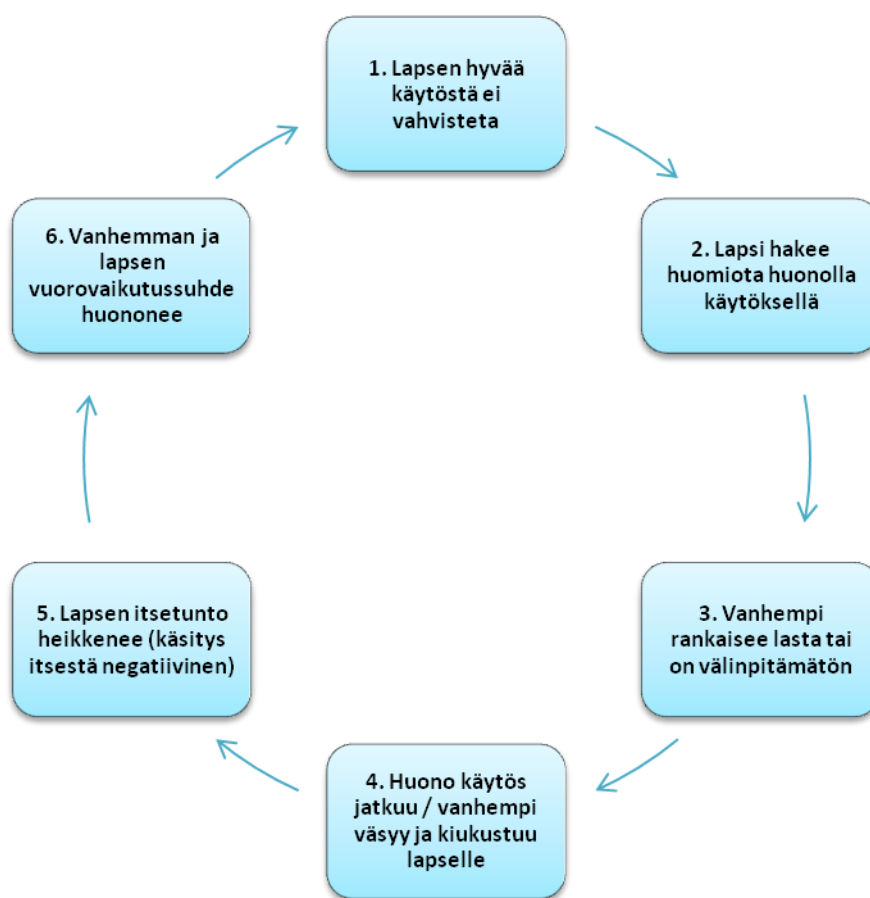 1. Lapsen hyvää
käytöstä ei
vahvisteta
2. Lapsi hakee
huomiota huonolla
käytöksellä
3. Vanhempi
rankaisee lasta tai
on välinpitämätön
4. Huono käytös
jatkuu / vanhempi
väsyy ja kiukustuu
lapselle
5. Lapsen itsetunto
heikkenee (käsitys
itsestä negatiivinen)
6. Vanhemman ja
lapsen
vuorovaikutussuhde
huononee